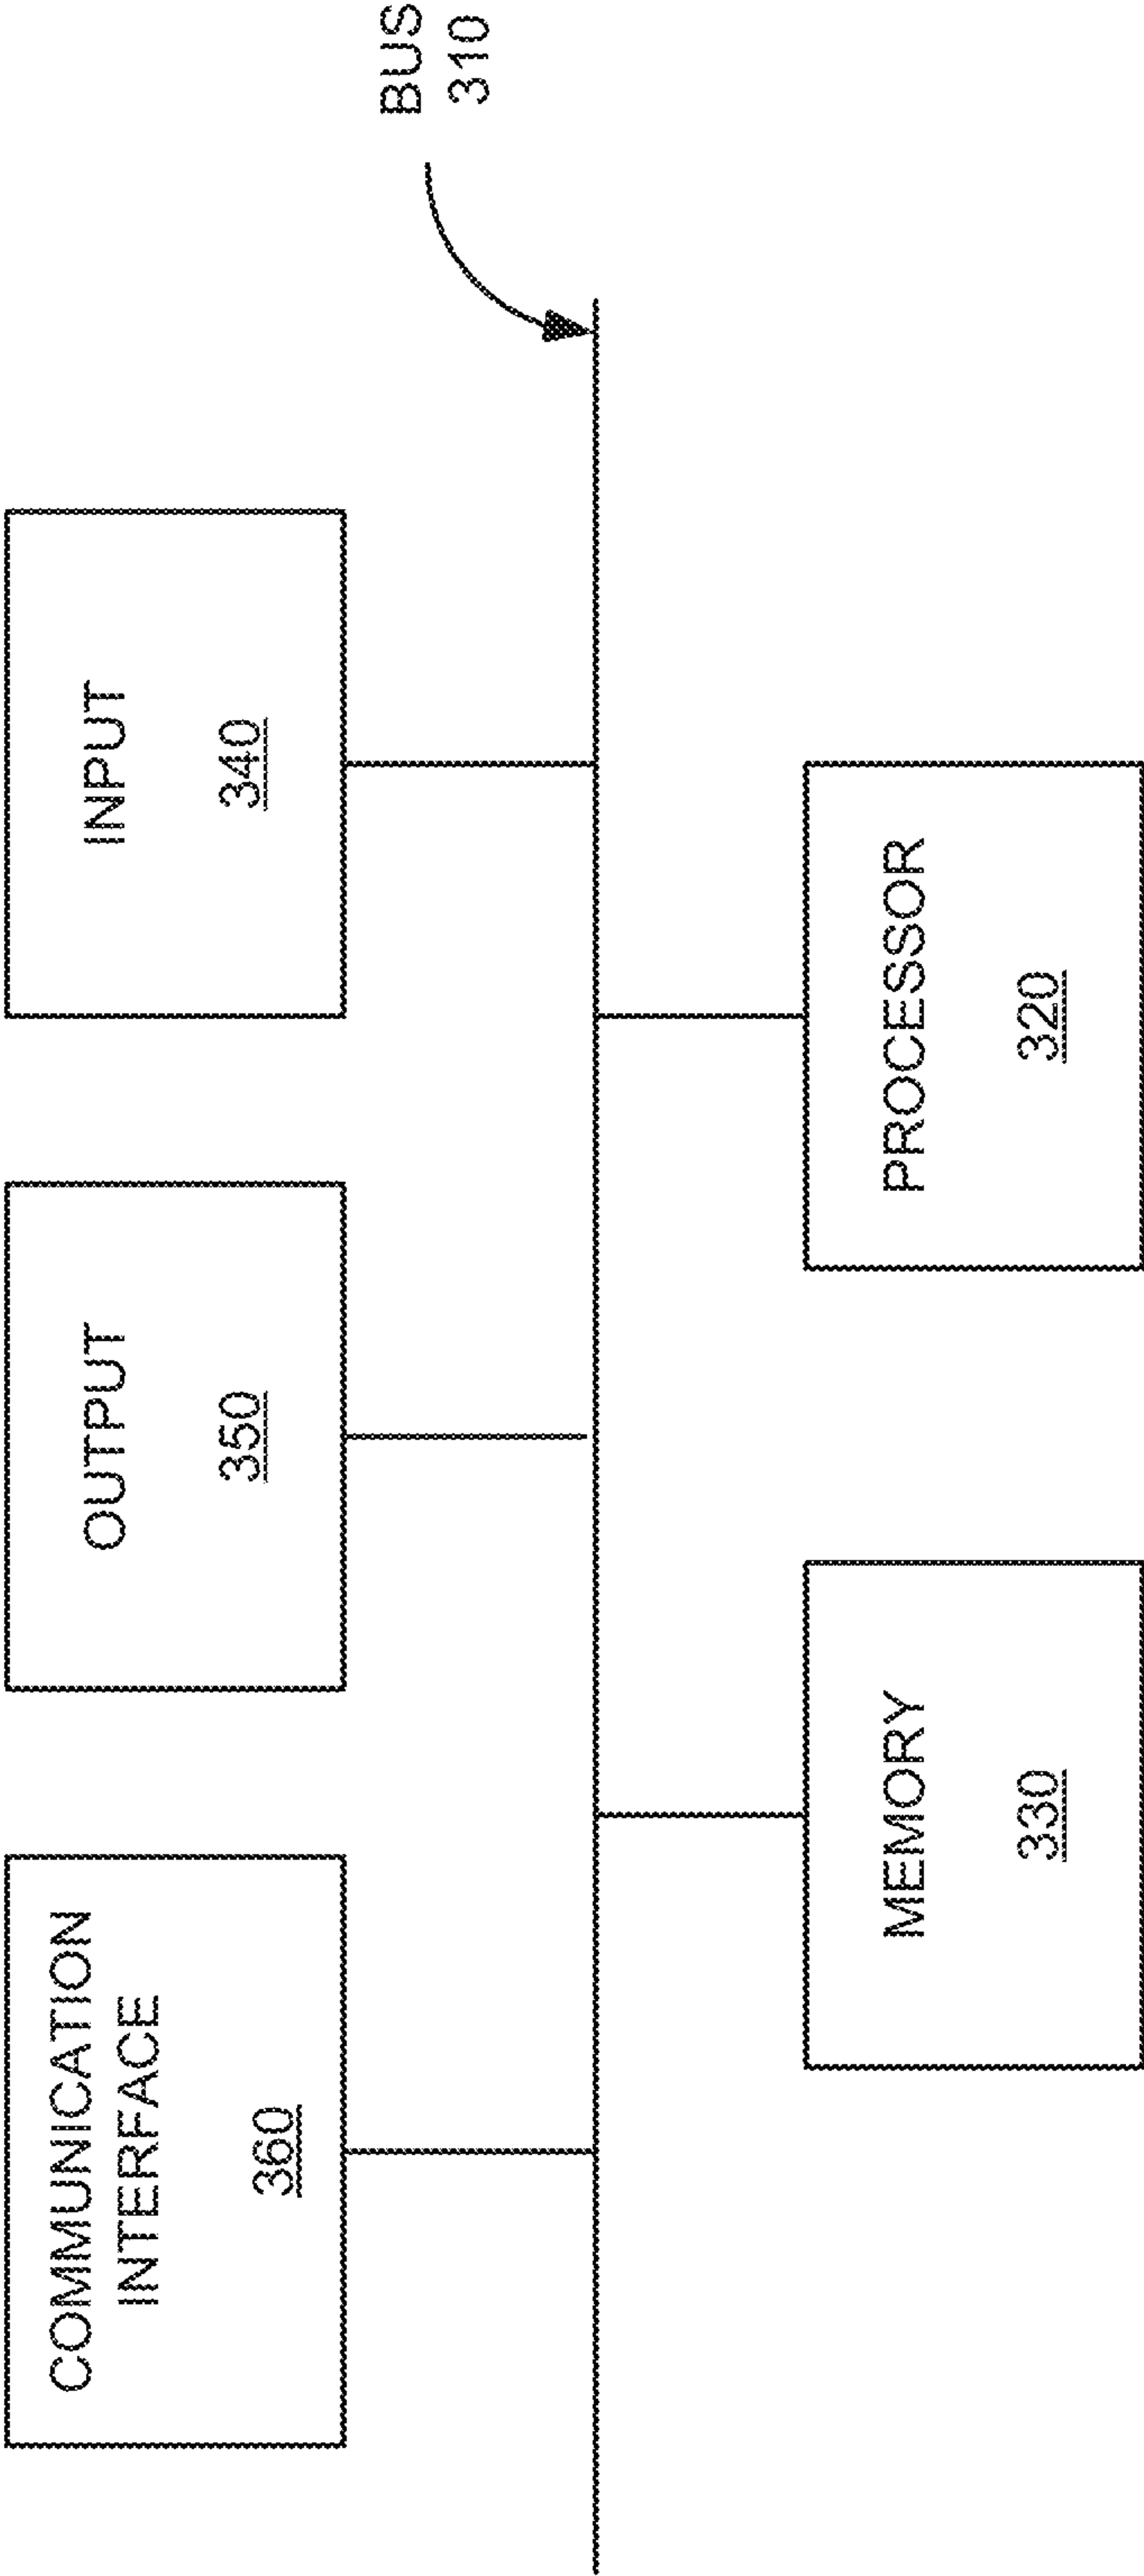 COMMUNICATION
INTERFACE
360
OUTPUT
350
INPUT
340
BUS
310
MEMORY
330
PROCESSOR
320